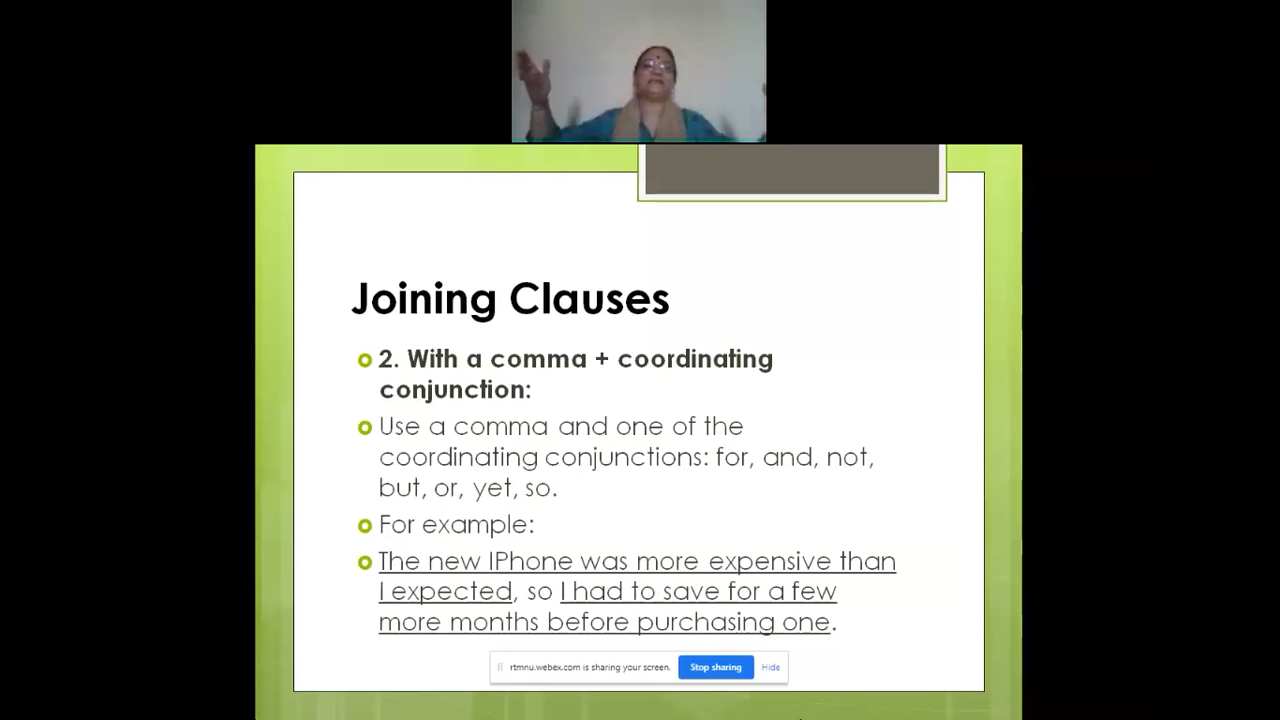 Joining Clauses
2. With a comma + coordinating
conjunction:
Use a comma and one of the
coordinating conjunctions: for, and, not,
but, or, yet, so.
For example:
The new IPhone was more expensive than
I expected, so I had to save for a few
more months before purchasing one.
rtmnu.webex.com is sharing your screen. Stop sharing Hide